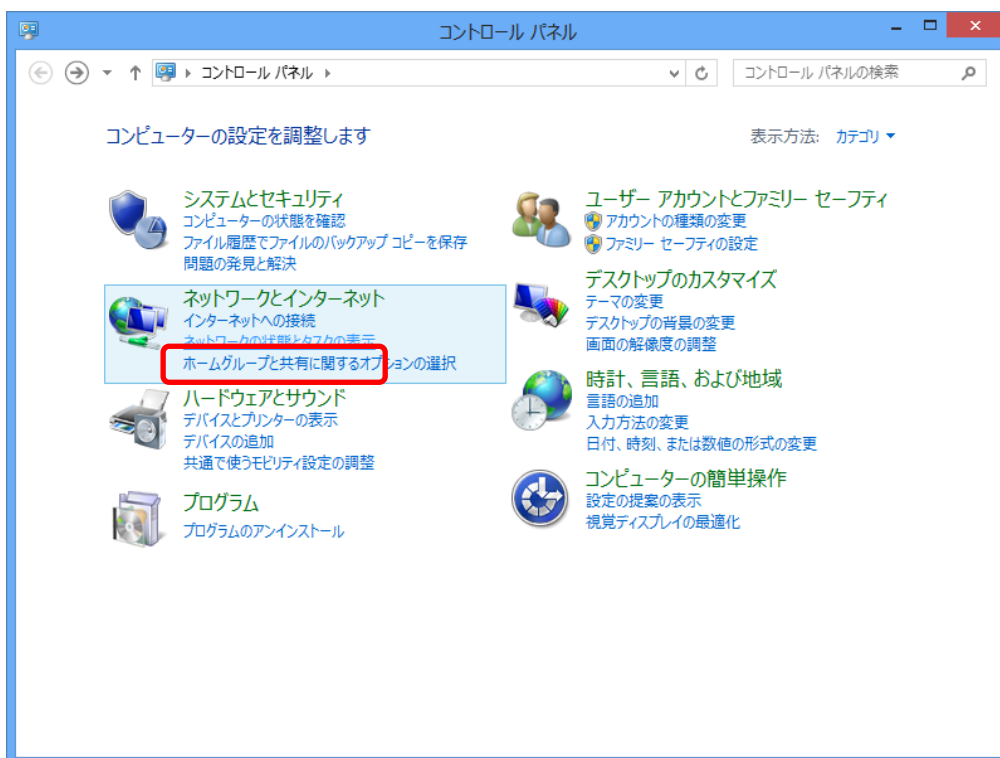 コントロール パネル
コントロール パネル
コントロール パネルの検索
コンピューターの設定を調整します
表示方法: カテゴリ
システムとセキュリティ
コンピューターの状態を確認
ファイル履歴でファイルのバックアップ コピーを保存
問題の発見と解決
ネットワークとインターネット
インターネットへの接続
ネットワークの状態とタスクの表示
ホームグループと共有に関するオプションの選択
ハードウェアとサウンド
デバイスとプリンターの表示
デバイスの追加
共通で使うモビリティ設定の調整
プログラム
プログラムのアンインストール
ユーザー アカウントとファミリー セーフティ
アカウントの種類の変更
ファミリー セーフティの設定
デスクトップのカスタマイズ
テーマの変更
デスクトップの背景の変更
画面の解像度の調整
時計、言語、および地域
言語の追加
入力方法の変更
日付、時刻、または数値の形式の変更
コンピューターの簡単操作
設定の提案の表示
視覚ディスプレイの最適化